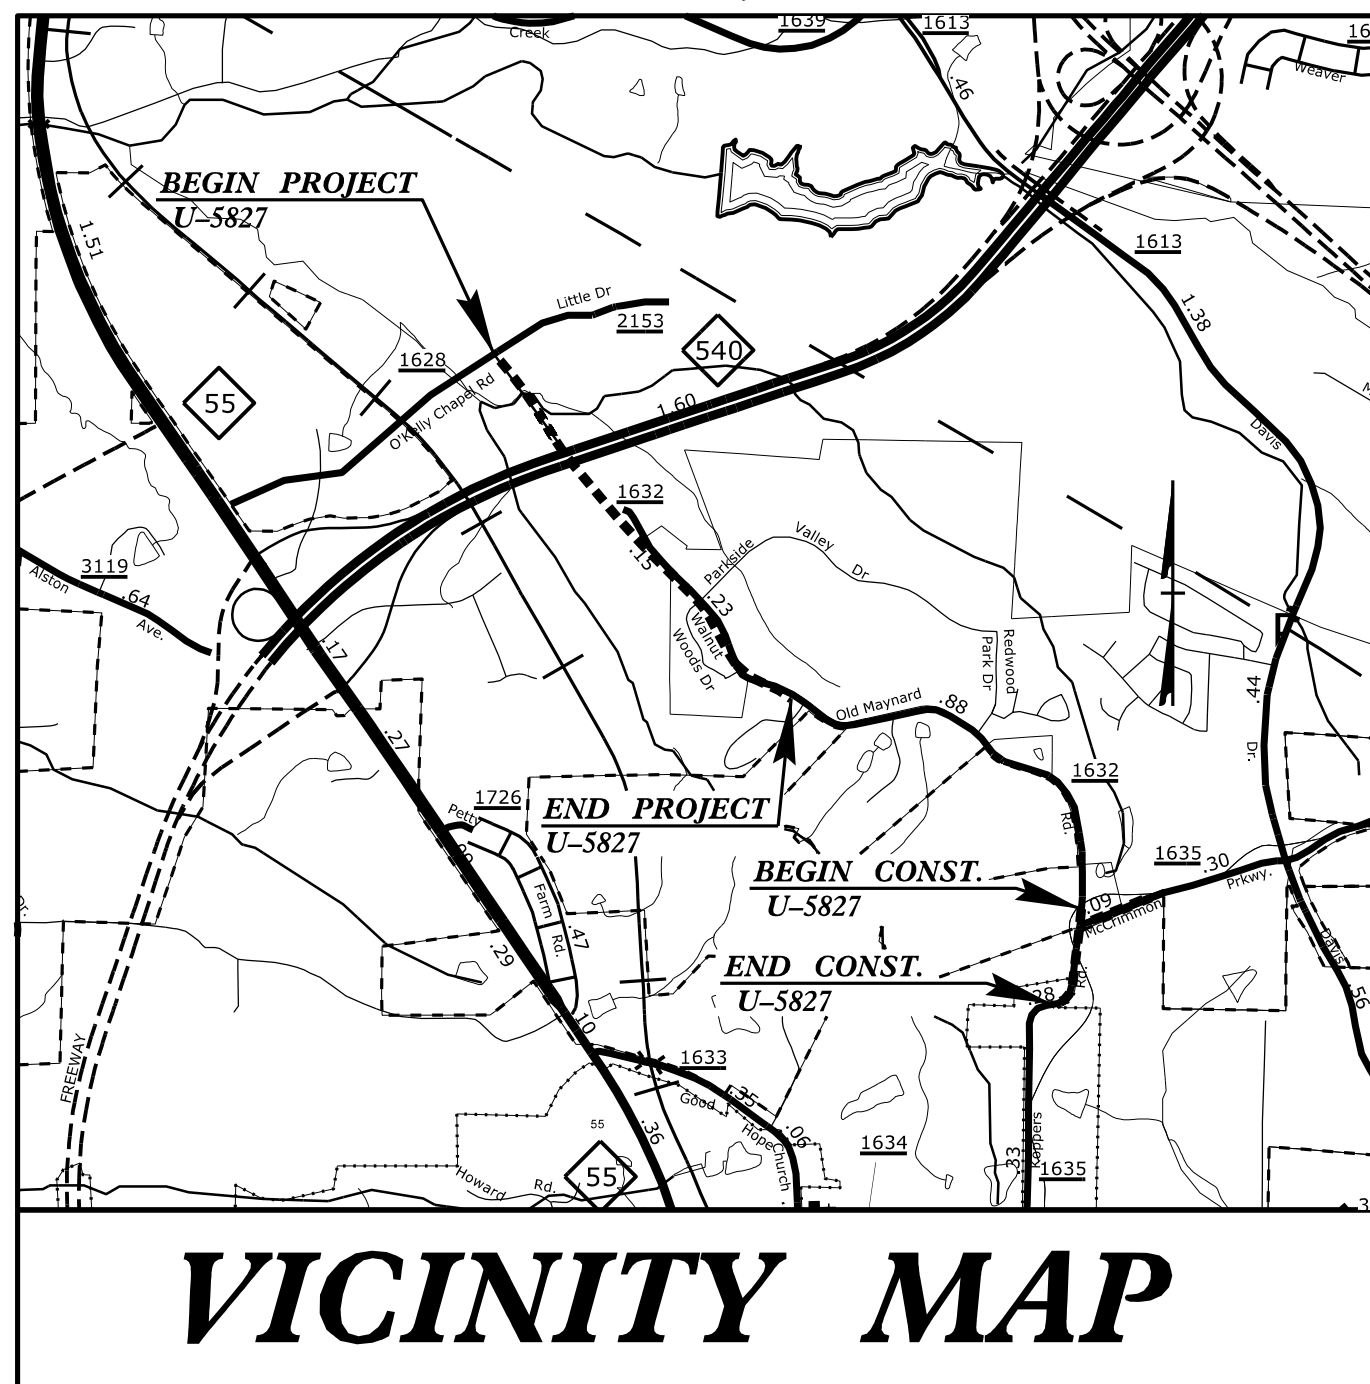 1639
1613
Creek
16
Weaver
.46
BEGIN PROJECT
U–5827
1.51
1613
Little Dr
2153
1.38
540
1628
55
O'Kelly Chapel Rd
1.60
Davis
1632
Valley
.15
Parkside
Dr
3119
Alston
.64
Ave.
.23
Walnut
Woods Dr
Redwood
Park Dr
.17
.44
Old Maynard
.88
.27
Dr.
1632
1726
END PROJECT
U–5827
Petty
Rd.
1635
.30
Prkwy.
BEGIN CONST.
U–5827
.09
McCrimmon
Dr.
Farm
Rd.
.47
.29
Davis
END CONST.
U–5827
Rd.
.28
.56
.10
FREEWAY
1633
Good
.35
Hope
.06
Church
.36
55
1634
Koppers
.33
1635
55
Howard
Rd.
3
VICINITY MAP